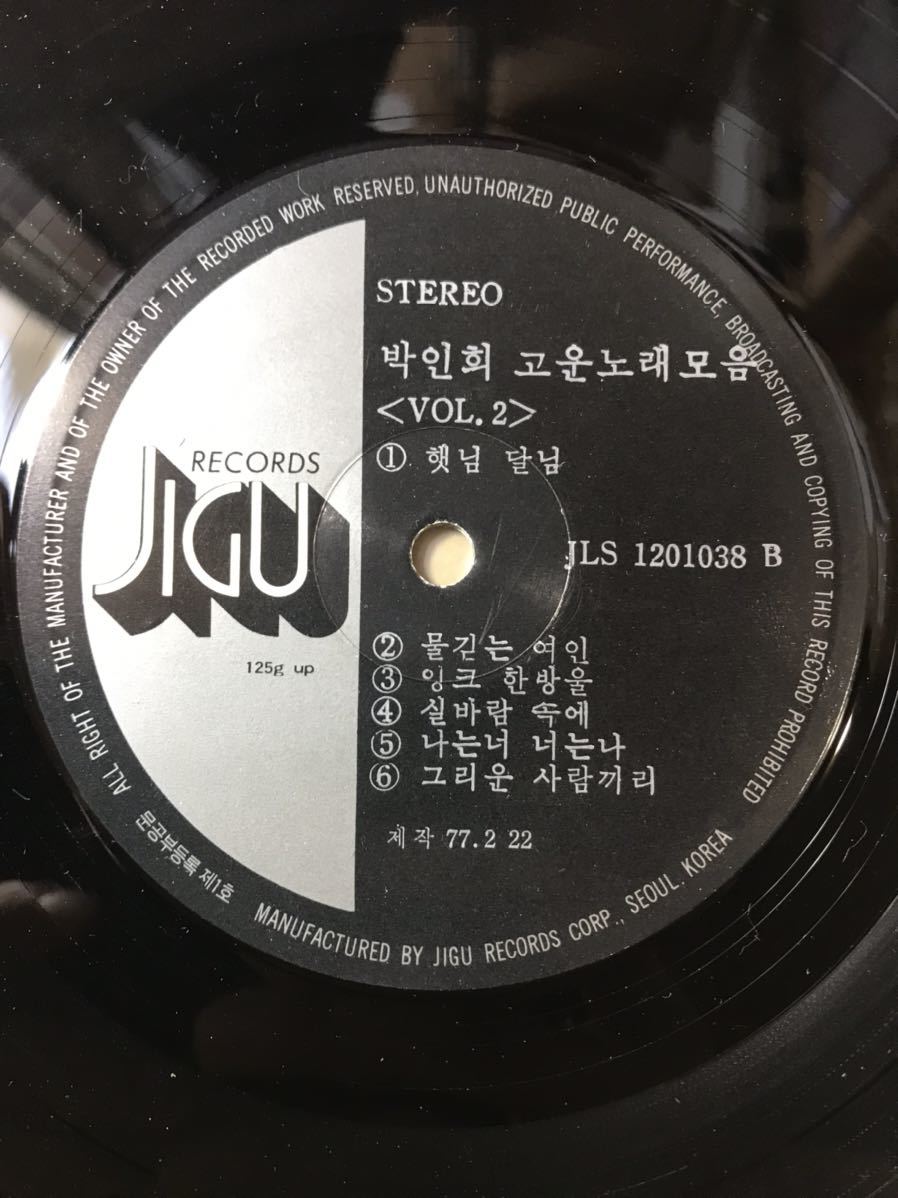 ALL RIGHT OF THE MANUFACTURER AND OF THE OWNER OF THE RECORDED WORK RESERVED, UNAUTHORIZED PUBLIC PERFORMANCE, BROADCASTING AND COPYING OF THIS RECORD PROHIBITED
STEREO
박인희 고운노래모음
<VOL.2>
①햇님 달님
RECORDS
JIGU
125g up
JLS 1201038 B
② 물긷는 여인
③ 잉크 한방울
④ 실바람 속에
⑤ 나는너 너는나
⑥ 그리운 사람끼리
제작 77.2 22
문공부등록 제1호
MANUFACTURED BY JIGU RECORDS CORP., SEOUL. KOREA